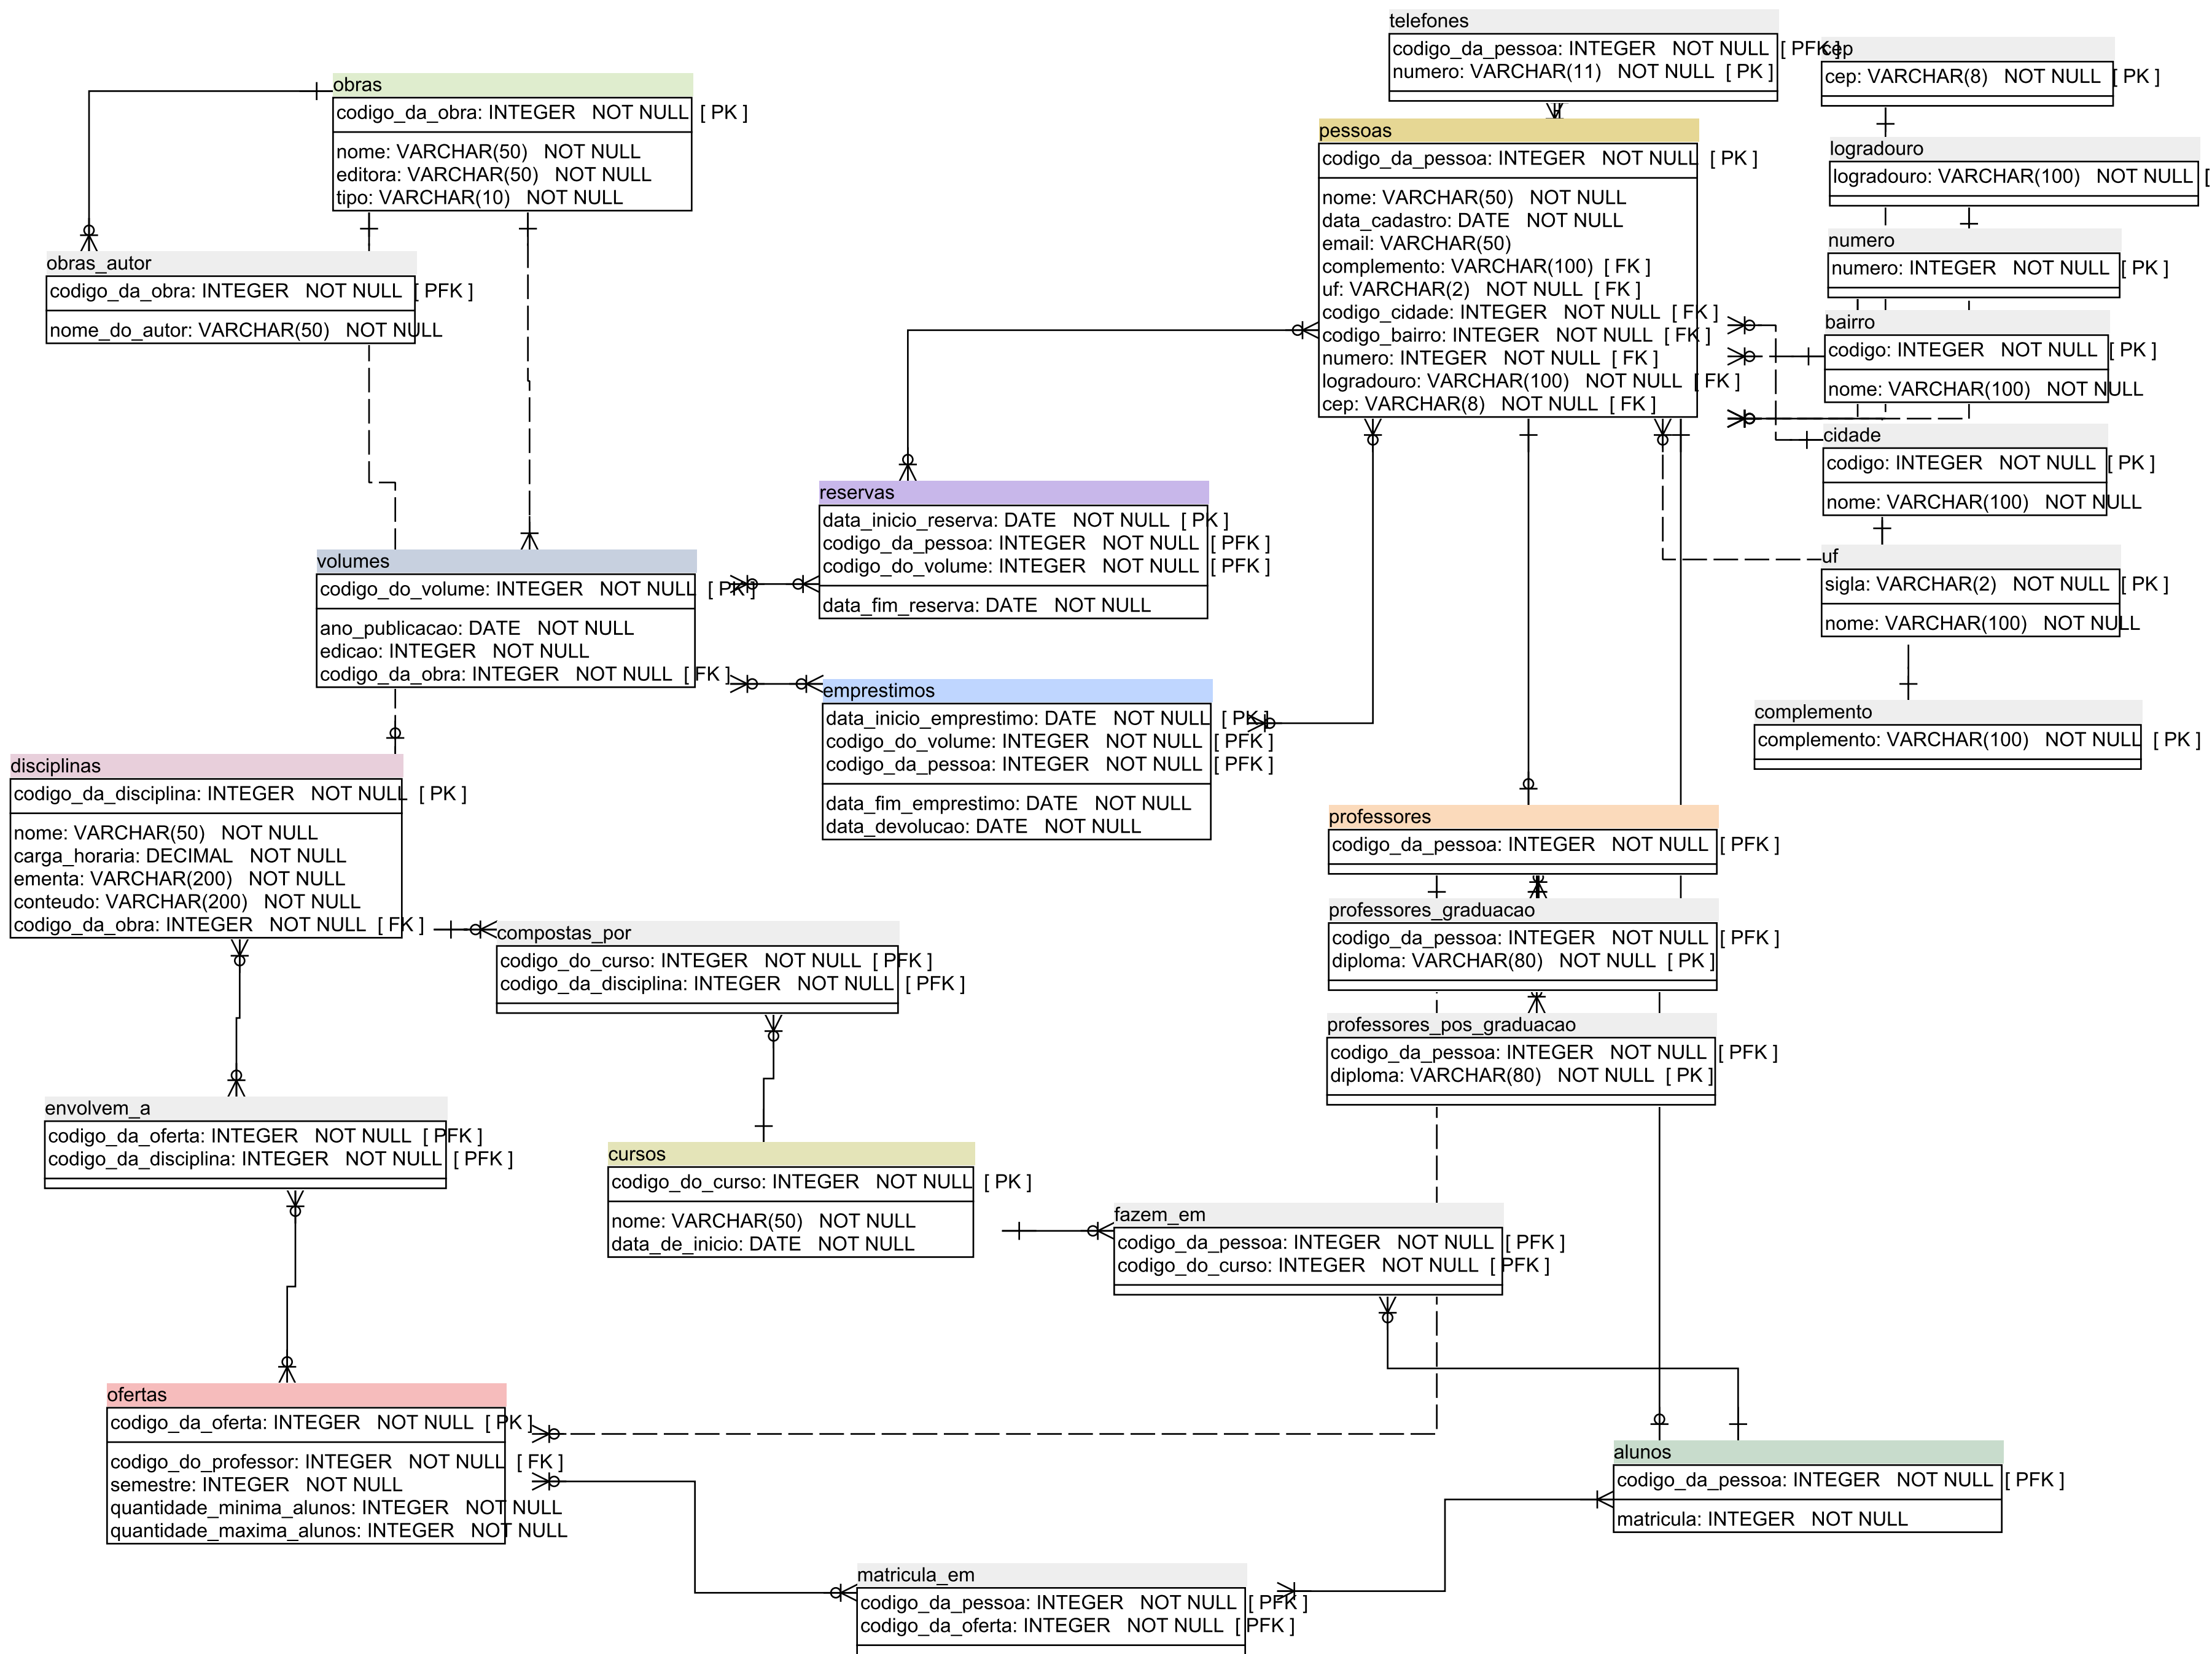 telefones
codigo_da_pessoa: INTEGER   NOT NULL  [ PFK ]
numero: VARCHAR(11)   NOT NULL  [ PK ]
cep
cep: VARCHAR(8)   NOT NULL  [ PK ]
obras
codigo_da_obra: INTEGER   NOT NULL  [ PK ]
nome: VARCHAR(50)   NOT NULL
editora: VARCHAR(50)   NOT NULL
tipo: VARCHAR(10)   NOT NULL
pessoas
codigo_da_pessoa: INTEGER   NOT NULL  [ PK ]
nome: VARCHAR(50)   NOT NULL
data_cadastro: DATE   NOT NULL
email: VARCHAR(50)
complemento: VARCHAR(100)  [ FK ]
uf: VARCHAR(2)   NOT NULL  [ FK ]
codigo_cidade: INTEGER   NOT NULL  [ FK ]
codigo_bairro: INTEGER   NOT NULL  [ FK ]
numero: INTEGER   NOT NULL  [ FK ]
logradouro: VARCHAR(100)   NOT NULL  [ FK ]
cep: VARCHAR(8)   NOT NULL  [ FK ]
logradouro
logradouro: VARCHAR(100)   NOT NULL  [
numero
numero: INTEGER   NOT NULL  [ PK ]
bairro
codigo: INTEGER   NOT NULL  [ PK ]
nome: VARCHAR(100)   NOT NULL
cidade
codigo: INTEGER   NOT NULL  [ PK ]
nome: VARCHAR(100)   NOT NULL
uf
sigla: VARCHAR(2)   NOT NULL  [ PK ]
nome: VARCHAR(100)   NOT NULL
complemento
complemento: VARCHAR(100)   NOT NULL  [ PK ]
obras_autor
codigo_da_obra: INTEGER   NOT NULL  [ PFK ]
nome_do_autor: VARCHAR(50)   NOT NULL
reservas
data_inicio_reserva: DATE   NOT NULL  [ PK ]
codigo_da_pessoa: INTEGER   NOT NULL  [ PFK ]
codigo_do_volume: INTEGER   NOT NULL  [ PFK ]
data_fim_reserva: DATE   NOT NULL
volumes
codigo_do_volume: INTEGER   NOT NULL  [ PK ]
ano_publicacao: DATE   NOT NULL
edicao: INTEGER   NOT NULL
codigo_da_obra: INTEGER   NOT NULL  [ FK ]
emprestimos
data_inicio_emprestimo: DATE   NOT NULL  [ PK ]
codigo_do_volume: INTEGER   NOT NULL  [ PFK ]
codigo_da_pessoa: INTEGER   NOT NULL  [ PFK ]
data_fim_emprestimo: DATE   NOT NULL
data_devolucao: DATE   NOT NULL
disciplinas
codigo_da_disciplina: INTEGER   NOT NULL  [ PK ]
nome: VARCHAR(50)   NOT NULL
carga_horaria: DECIMAL   NOT NULL
ementa: VARCHAR(200)   NOT NULL
conteudo: VARCHAR(200)   NOT NULL
codigo_da_obra: INTEGER   NOT NULL  [ FK ]
professores
codigo_da_pessoa: INTEGER   NOT NULL  [ PFK ]
professores_graduacao
codigo_da_pessoa: INTEGER   NOT NULL  [ PFK ]
diploma: VARCHAR(80)   NOT NULL  [ PK ]
professores_pos_graduacao
codigo_da_pessoa: INTEGER   NOT NULL  [ PFK ]
diploma: VARCHAR(80)   NOT NULL  [ PK ]
compostas_por
codigo_do_curso: INTEGER   NOT NULL  [ PFK ]
codigo_da_disciplina: INTEGER   NOT NULL  [ PFK ]
envolvem_a
codigo_da_oferta: INTEGER   NOT NULL  [ PFK ]
codigo_da_disciplina: INTEGER   NOT NULL  [ PFK ]
cursos
codigo_do_curso: INTEGER   NOT NULL  [ PK ]
nome: VARCHAR(50)   NOT NULL
data_de_inicio: DATE   NOT NULL
fazem_em
codigo_da_pessoa: INTEGER   NOT NULL  [ PFK ]
codigo_do_curso: INTEGER   NOT NULL  [ PFK ]
ofertas
codigo_da_oferta: INTEGER   NOT NULL  [ PK ]
codigo_do_professor: INTEGER   NOT NULL  [ FK ]
semestre: INTEGER   NOT NULL
quantidade_minima_alunos: INTEGER   NOT NULL
quantidade_maxima_alunos: INTEGER   NOT NULL
alunos
codigo_da_pessoa: INTEGER   NOT NULL  [ PFK ]
matricula: INTEGER   NOT NULL
matricula_em
codigo_da_pessoa: INTEGER   NOT NULL  [ PFK ]
codigo_da_oferta: INTEGER   NOT NULL  [ PFK ]